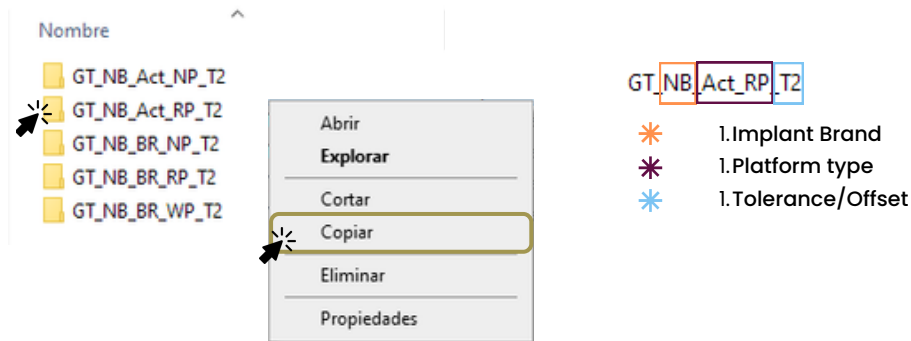 Nombre
GT_NB_Act_NP_T2
GT_NB_Act_RP_T2
GT_NB_BR_NP_T2
GT_NB_BR_RP_T2
GT_NB_BR_WP_T2
Abrir
Explorar
Cortar
Copiar
Eliminar
Propiedades
GT_NB_Act_RP_T2
1.Implant Brand
1.Platform type
1.Tolerance/Offset